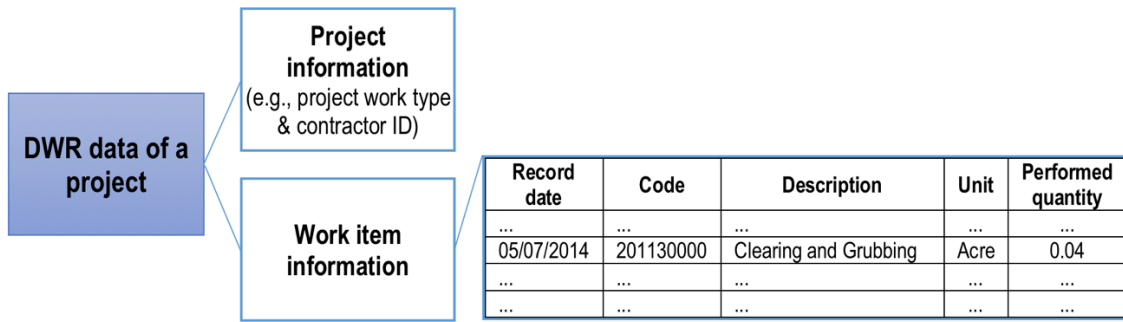 DWR data of a
project
Project
information
(e.g., project work type
& contractor ID)
Work item
information
Record date Code Description Unit Performed quantity
... ... ... ... ...
05/07/2014 201130000 Clearing and Grubbing Acre 0.04
... ... ... ... ...
... ... ... ... ...